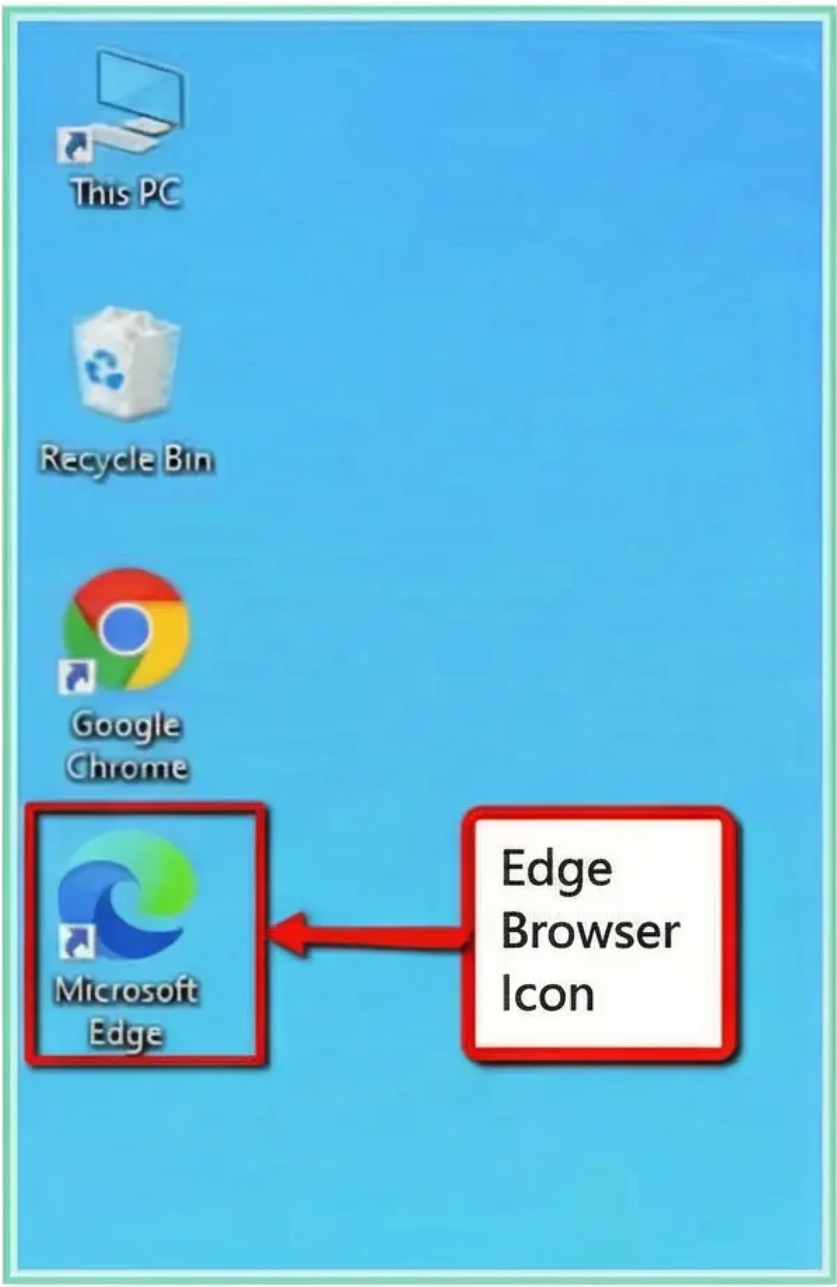 This PC
Recycle Bin
Google
Chrome
Microsoft
Edge
Edge
Browser
Icon